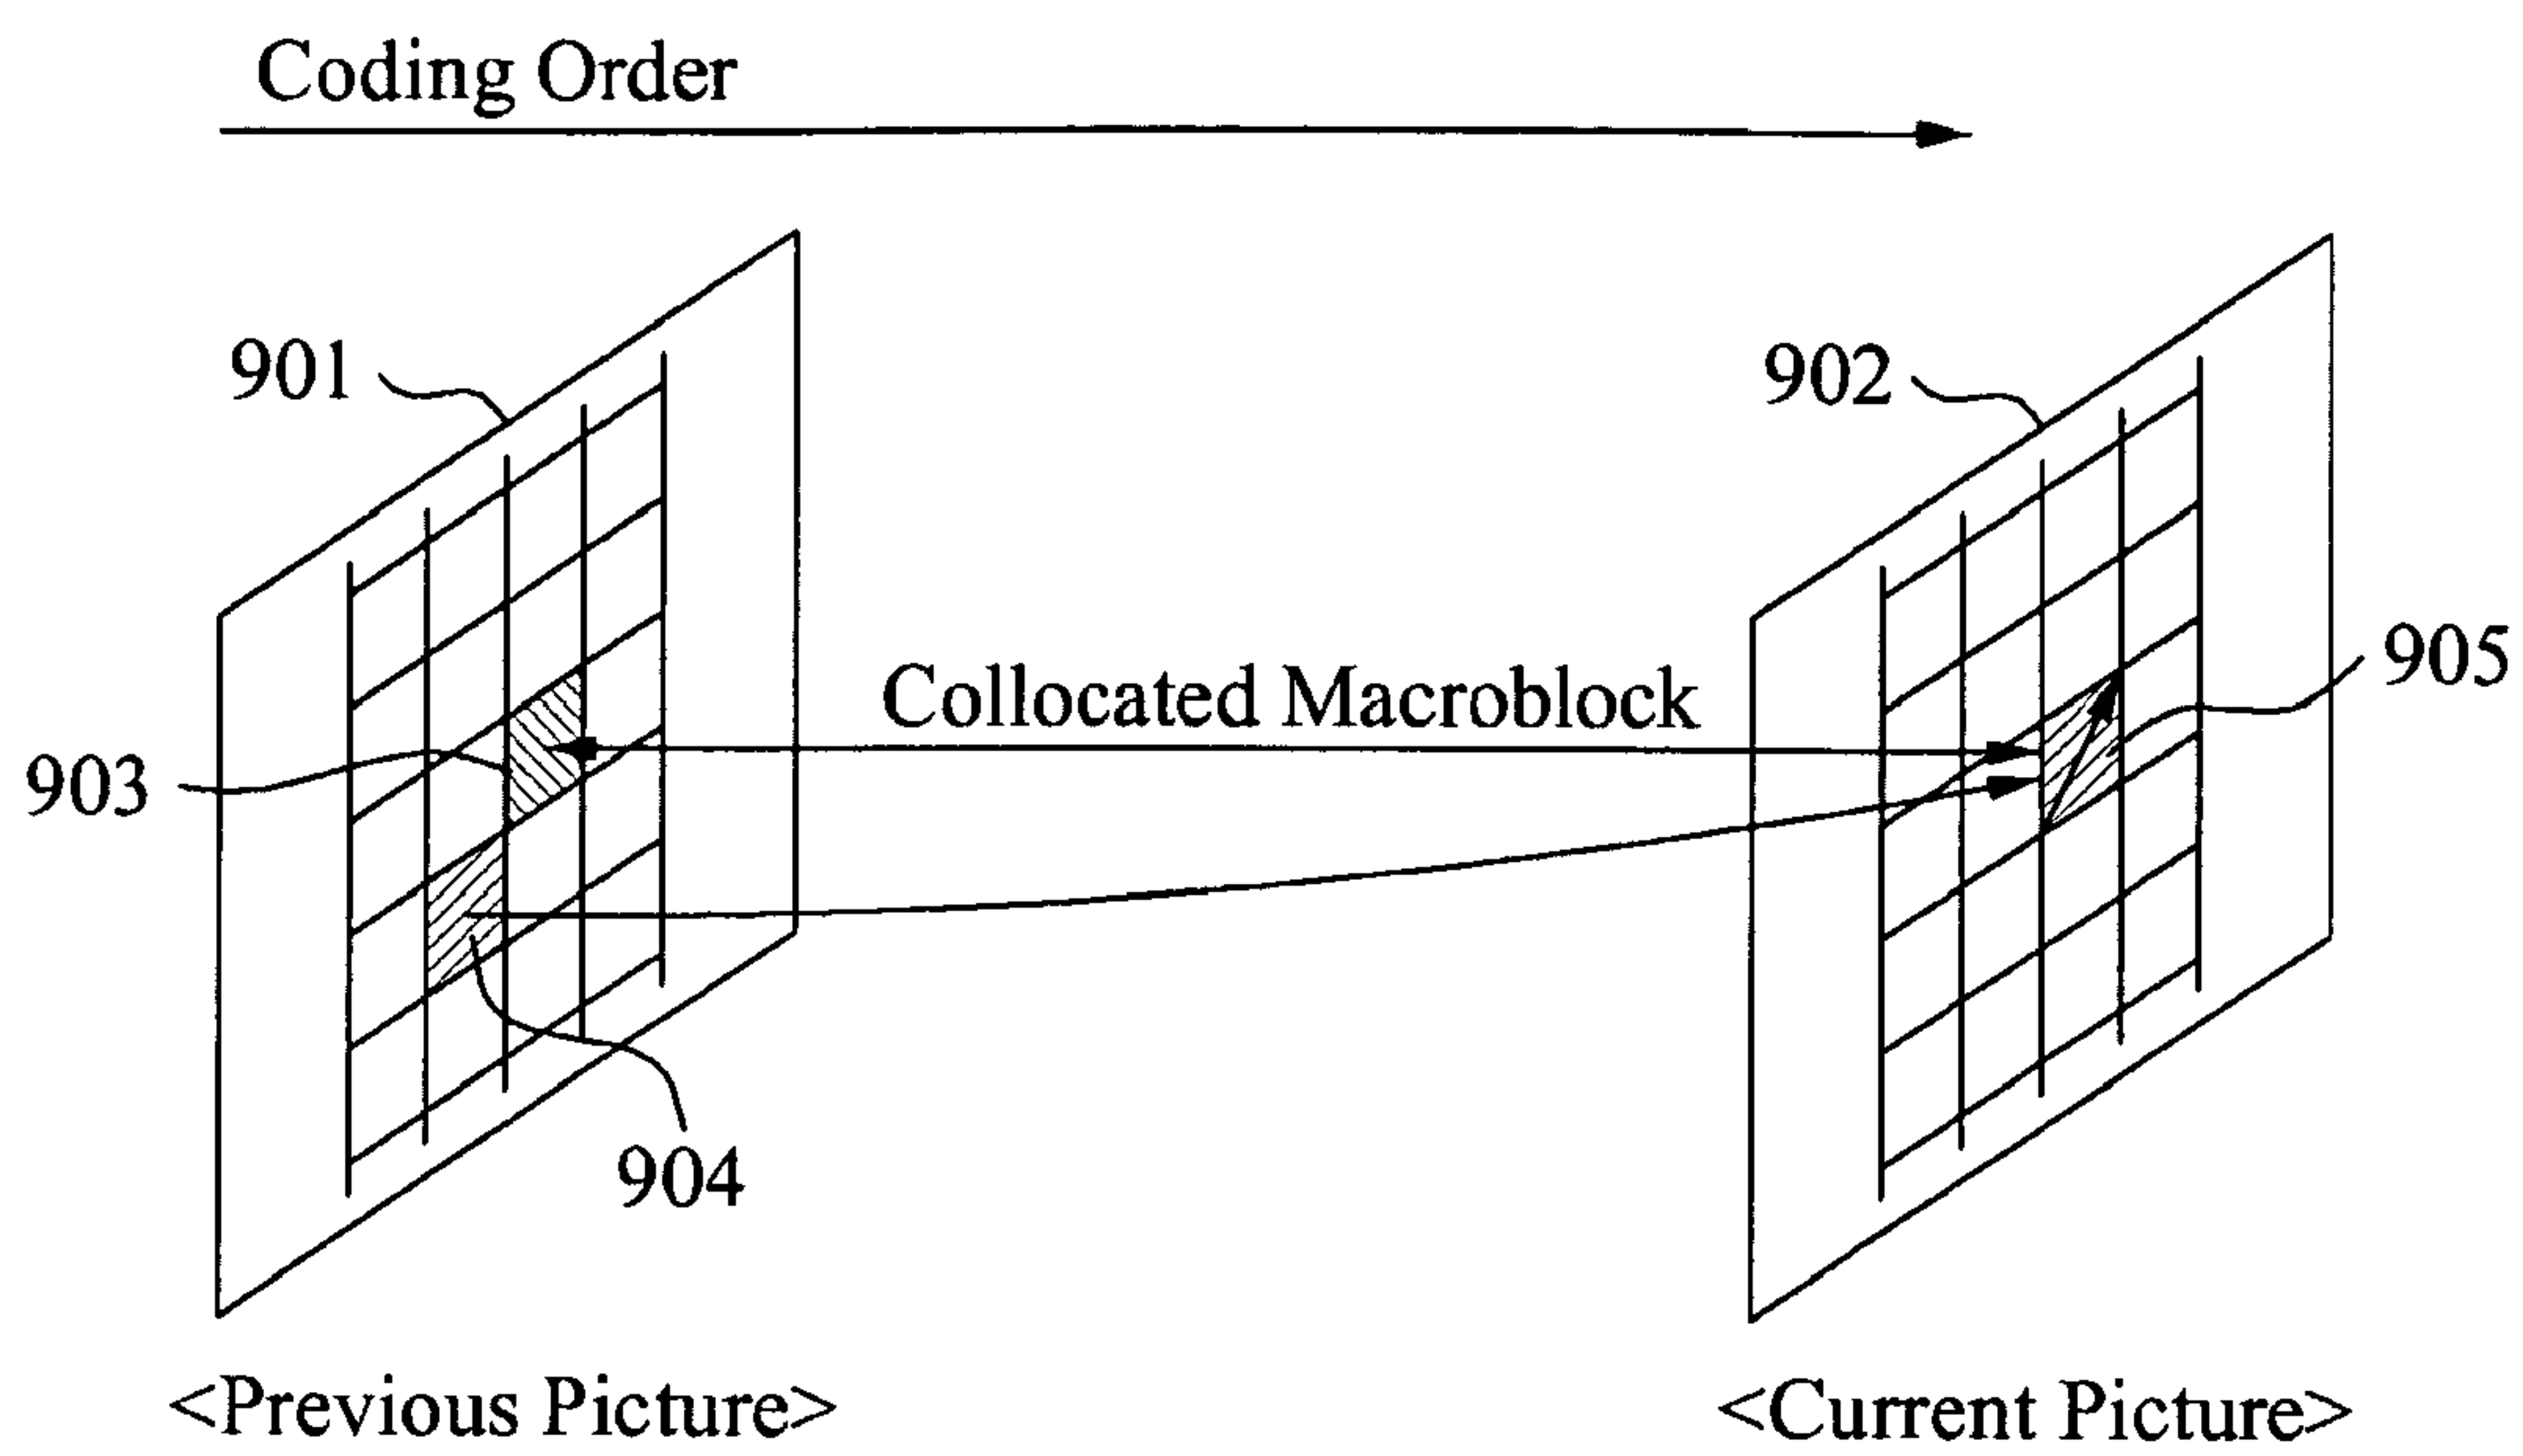 Coding Order
901
902
Collocated Macroblock
905
903
904
<Previous Picture>
<Current Picture>